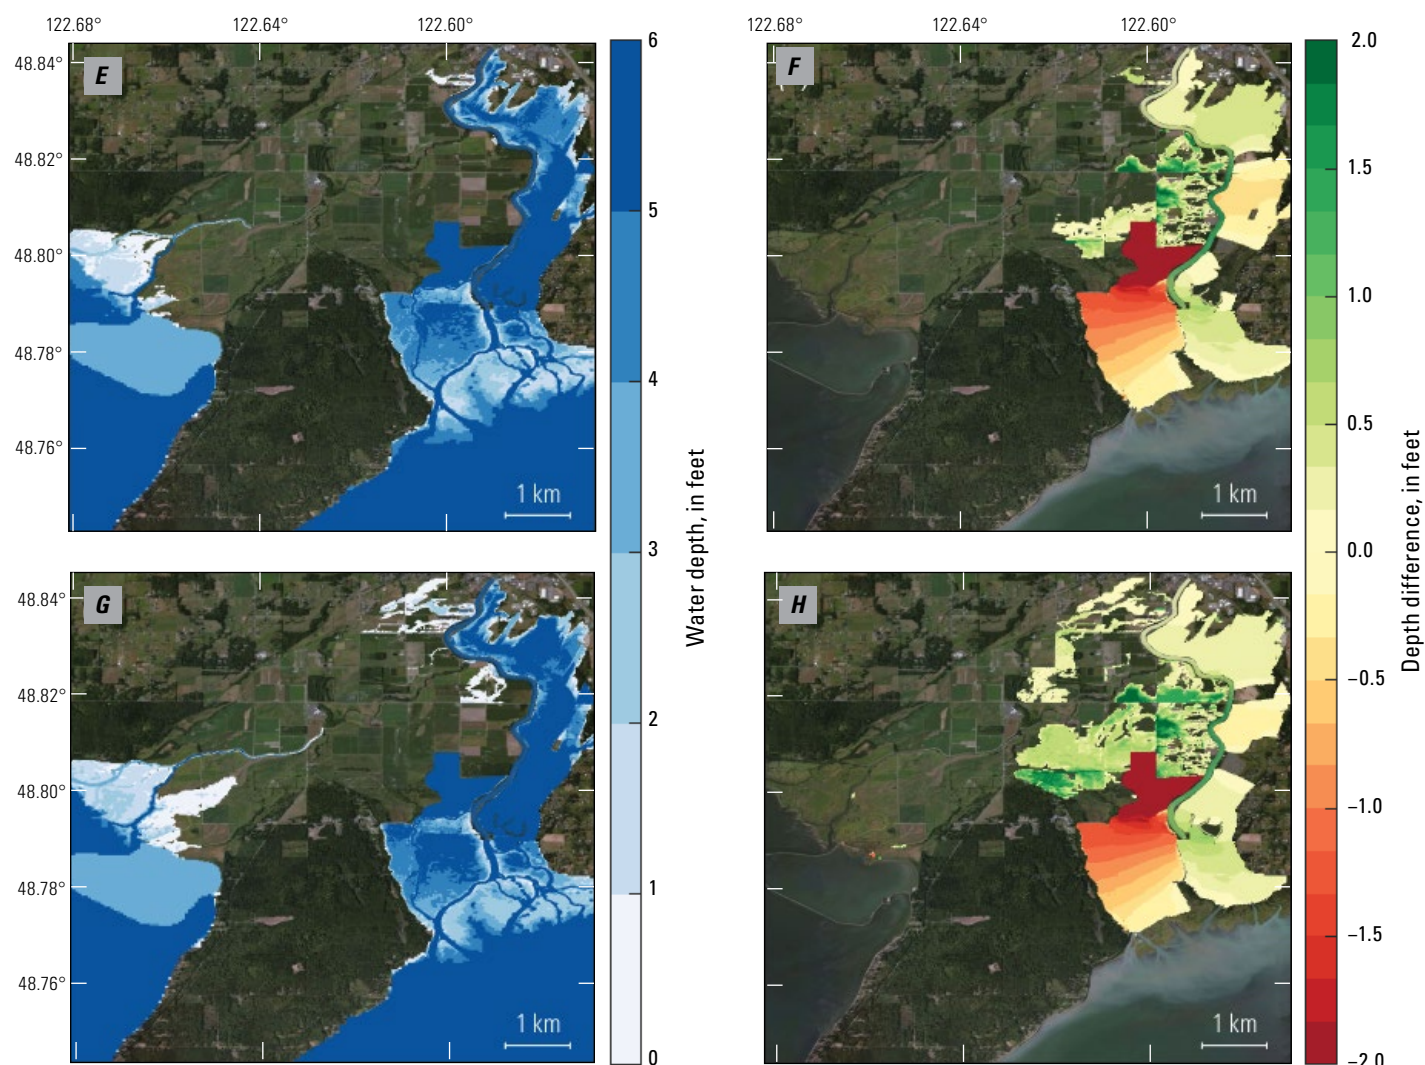 122.68° 122.64° 122.60°
122.68° 122.64° 122.60°
48.84°
48.82°
48.80°
48.78°
48.76°
E
1 km
6
5
4
3
2
1
0
Water depth, in feet
F
1 km
2.0
1.5
1.0
0.5
0.0
–0.5
–1.0
–1.5
–2.0
Depth difference, in feet
48.84°
48.82°
48.80°
48.78°
48.76°
G
1 km
H
1 km